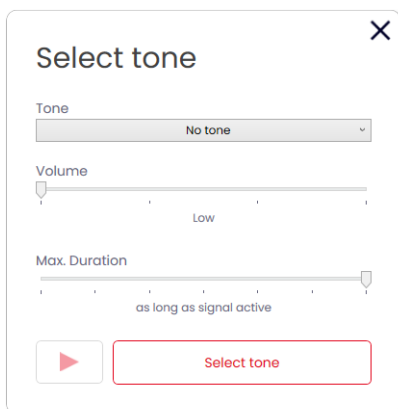 Select tone
Tone
No tone
Volume
Low
Max. Duration
as long as signal active
Select tone